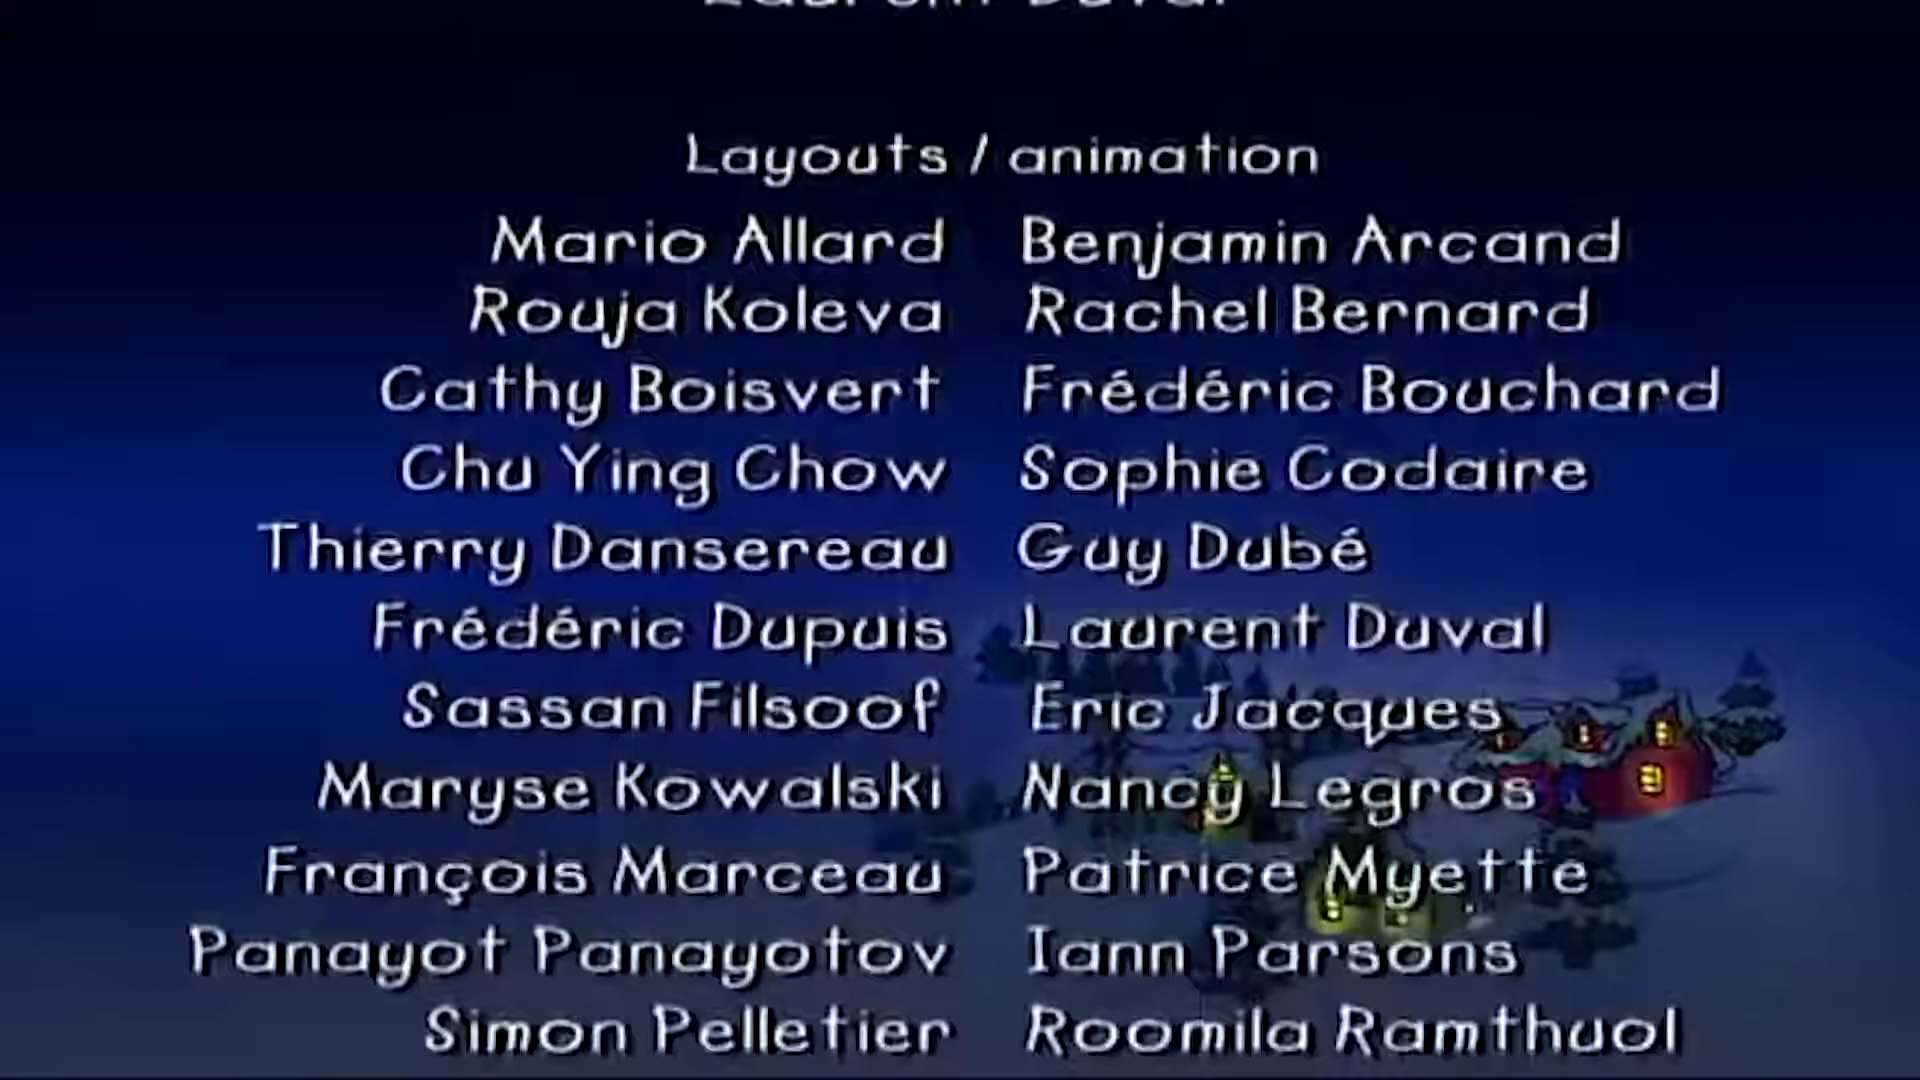 Laurent Duval
Layouts / animation
Mario Allard Benjamin Arcand
Rouja Koleva Rachel Bernard
Cathy Boisvert Frédéric Bouchard
Chu Ying Chow Sophie Codaire
Thierry Dansereau Guy Dubé
Frédéric Dupuis Laurent Duval
Sassan Filsoof Eric Jacques
Maryse Kowalski Nancy Legros
François Marceau Patrice Myette
Panayot Panayotov Iann Parsons
Simon Pelletier Roomila Ramthuol